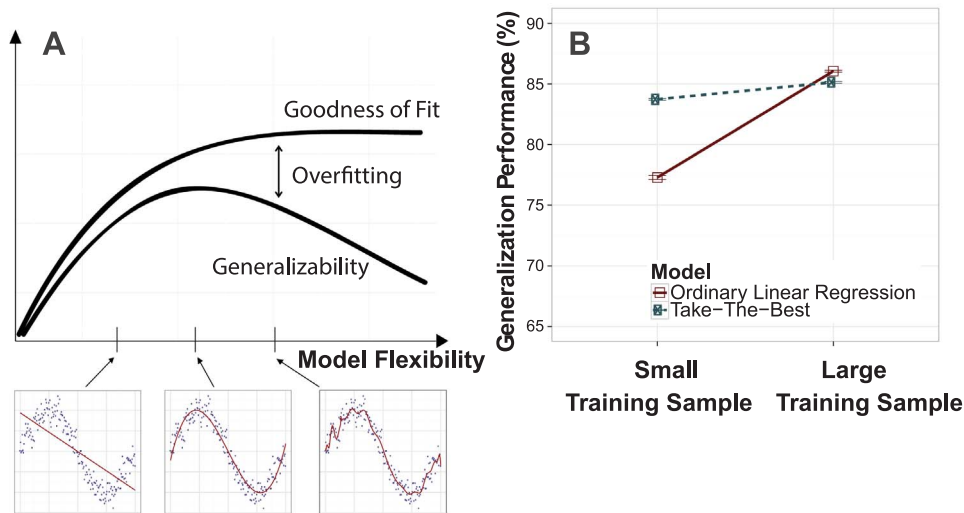 A
Goodness of Fit
Overfitting
Generalizability
Model Flexibility
B
Generalization Performance (%)
90
85
80
75
70
65
Model
Ordinary Linear Regression
Take−The−Best
Small
Training Sample
Large
Training Sample